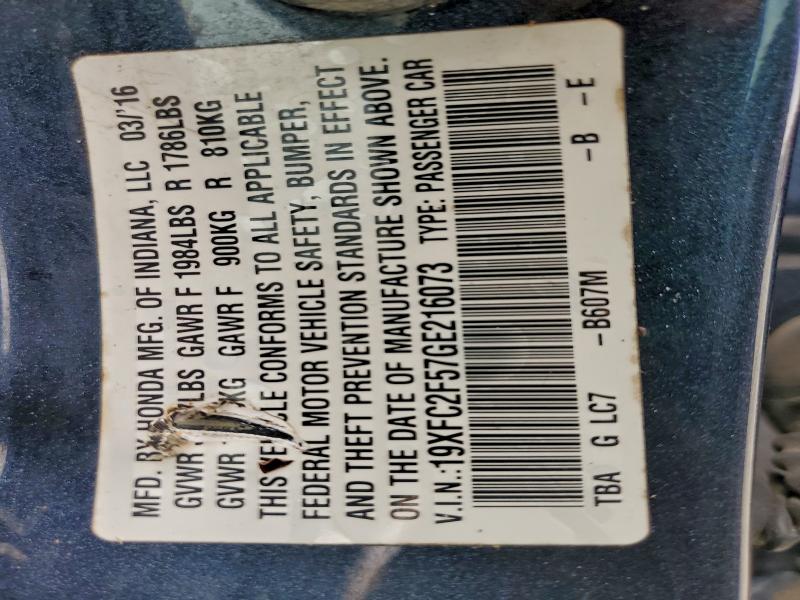 MFD. BY HONDA MFG. OF INDIANA, LLC 03/'16
GVWR LBS GAWR F 1984LBS R 1786LBS
GVWR KG GAWR F 900KG R 810KG
THIS VEHICLE CONFORMS TO ALL APPLICABLE
FEDERAL MOTOR VEHICLE SAFETY, BUMPER,
AND THEFT PREVENTION STANDARDS IN EFFECT
ON THE DATE OF MANUFACTURE SHOWN ABOVE.
V.I.N.:19XFC2F57GE216073 TYPE: PASSENGER CAR
TBA G LC7 -B607M -B -E